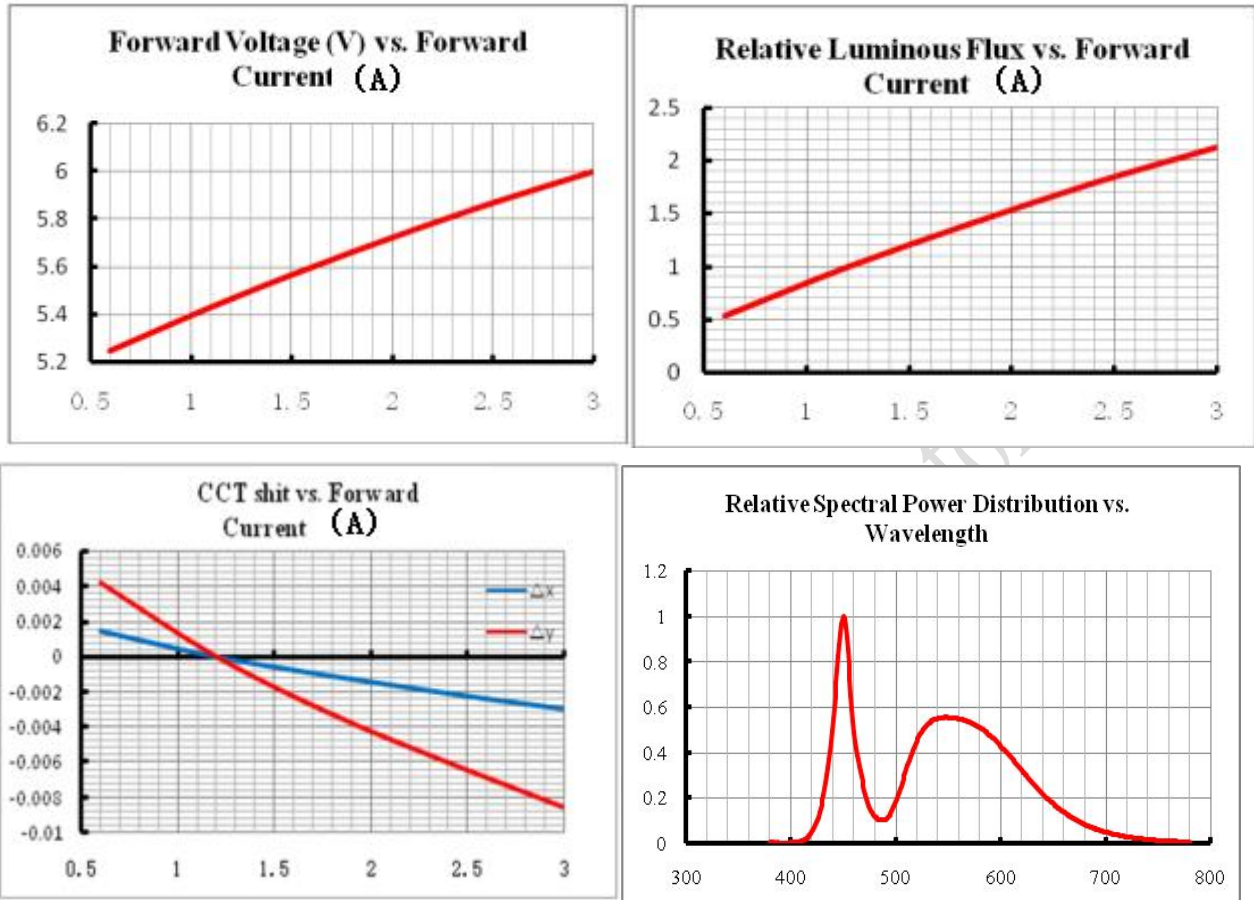 Forward Voltage (V) vs. Forward
Current (A)
6.2
6
5.8
5.6
5.4
5.2
0.5 1 1.5 2 2.5 3
Relative Luminous Flux vs. Forward
Current (A)
2.5
2
1.5
1
0.5
0
0.5 1 1.5 2 2.5 3
CCT shit vs. Forward
Current (A)
0.006
0.004
0.002
0
-0.002
-0.004
-0.006
-0.008
-0.01
△x
△y
0.5 1 1.5 2 2.5 3
Relative Spectral Power Distribution vs.
Wavelength
1.2
1
0.8
0.6
0.4
0.2
0
300 400 500 600 700 800